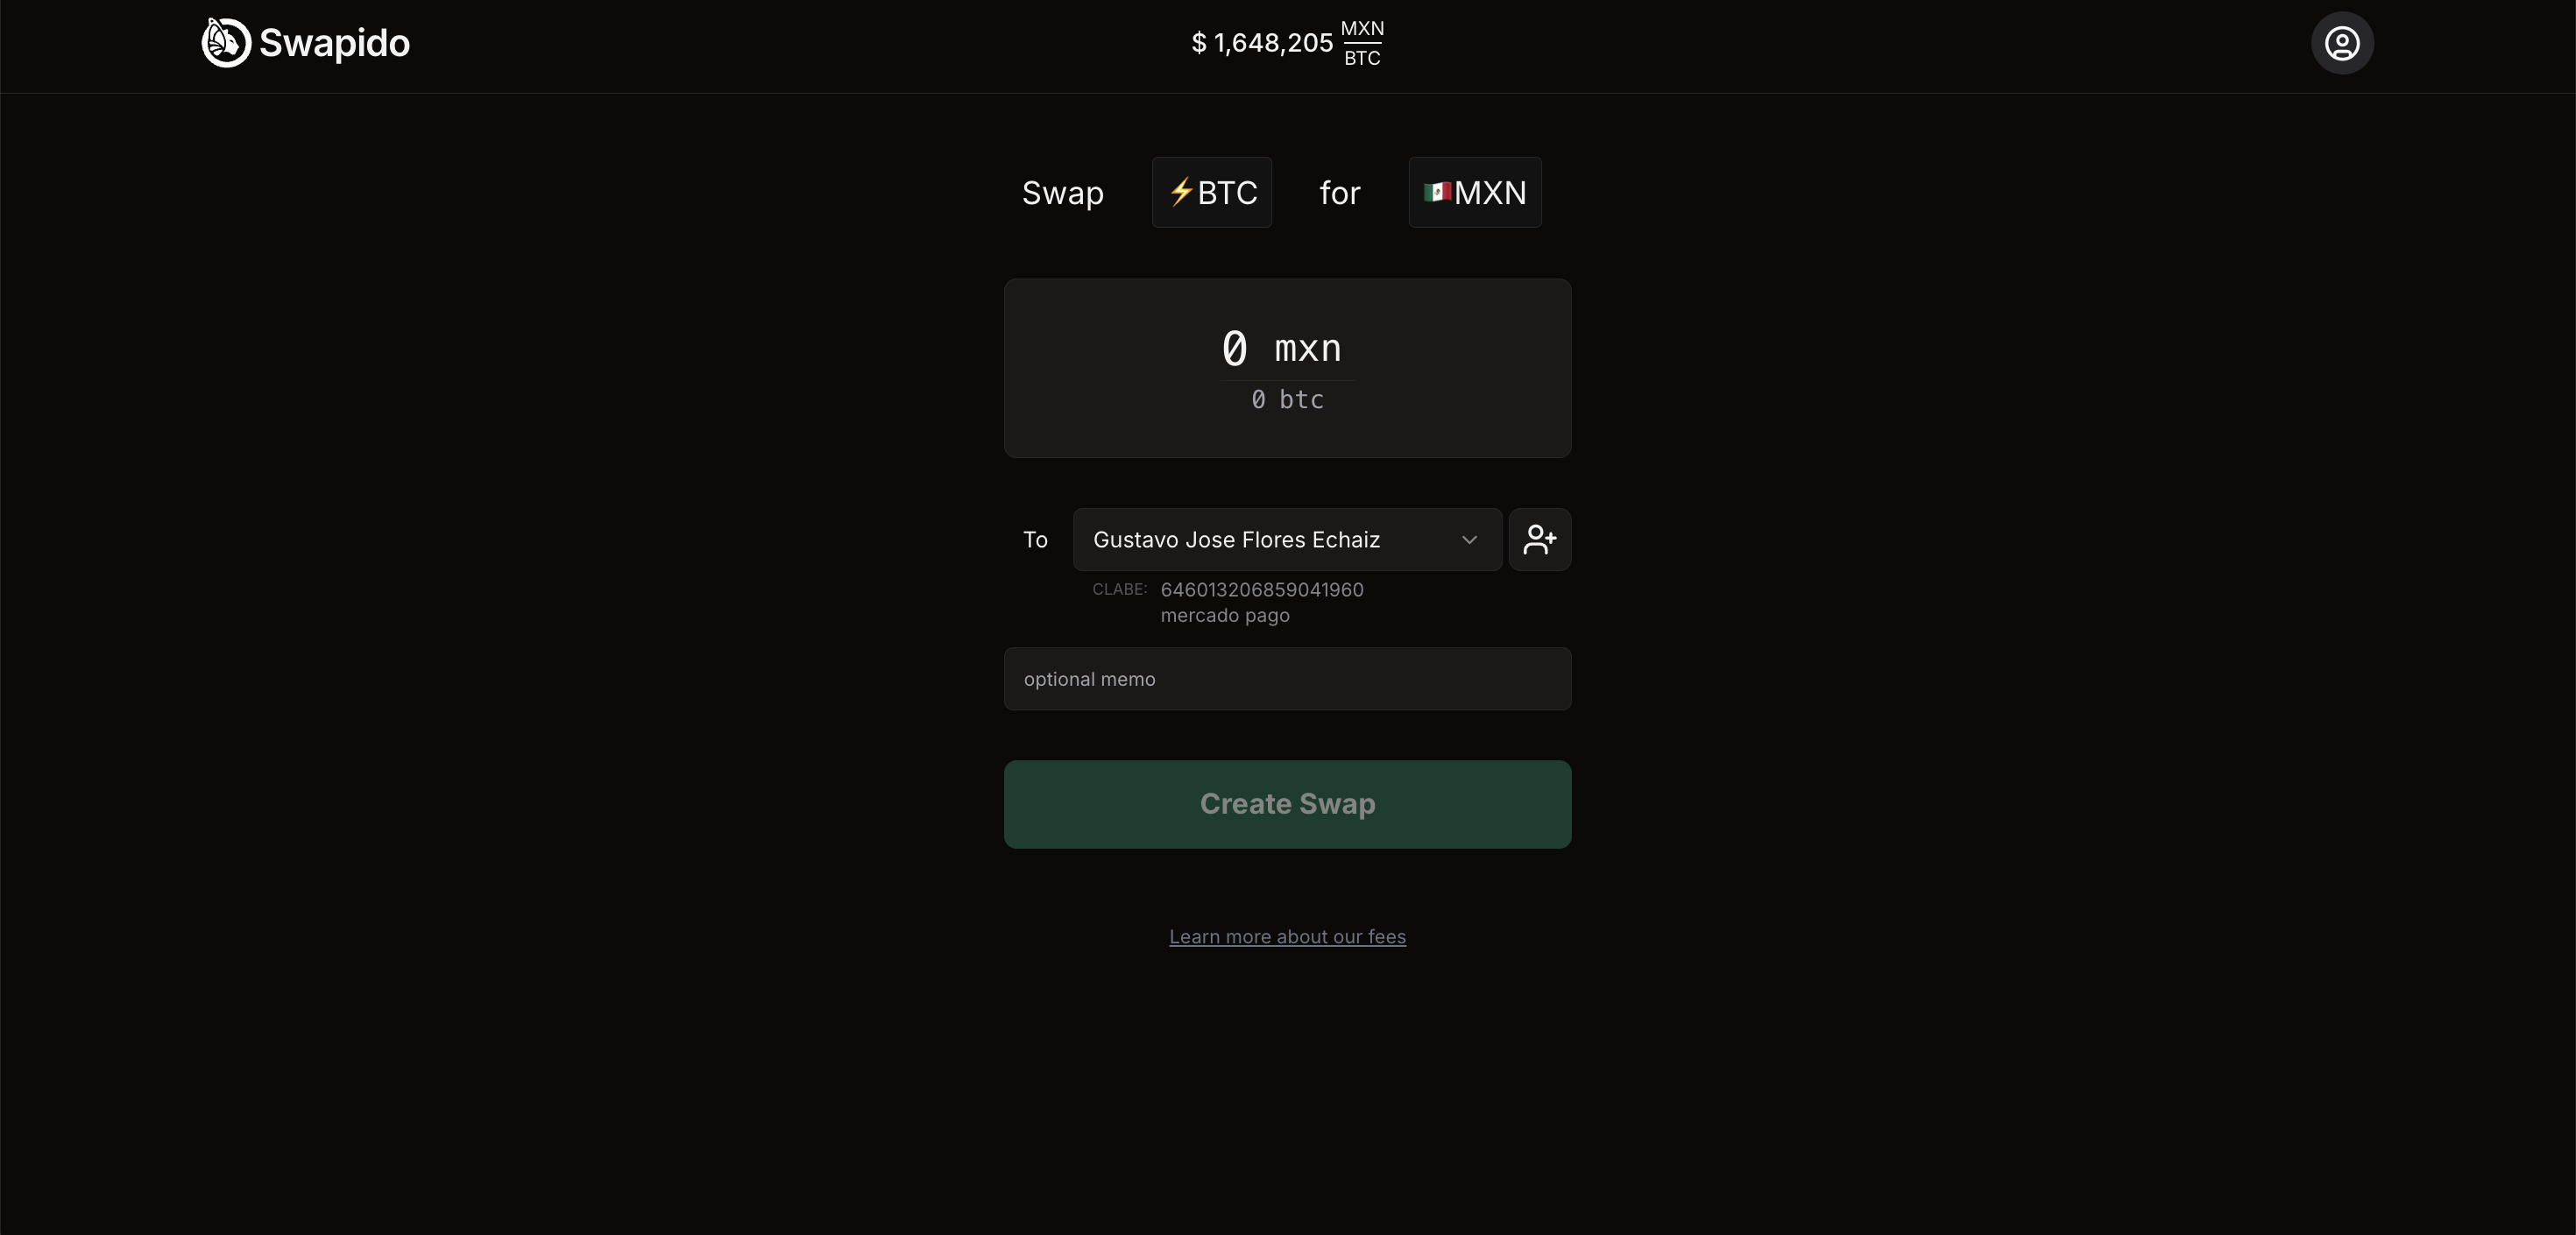 Swapido
$ 1,648,205 MXN
BTC
Swap ⚡BTC for 🇲🇽MXN
0 mxn
0 btc
To Gustavo Jose Flores Echaiz
CLABE: 646013206859041960
mercado pago
optional memo
Create Swap
Learn more about our fees